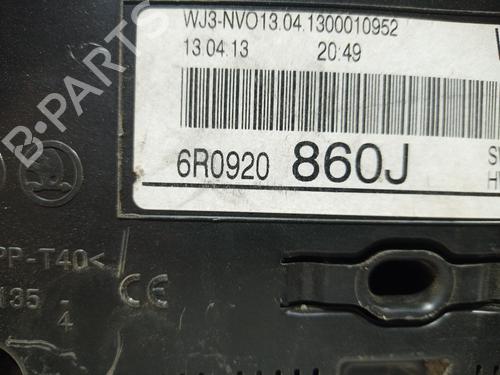 WJ3-NVO13.04.1300010952
13.04.13 20:49
6R0920 860J
B-PARTS
PP-T40<
135
4
CE